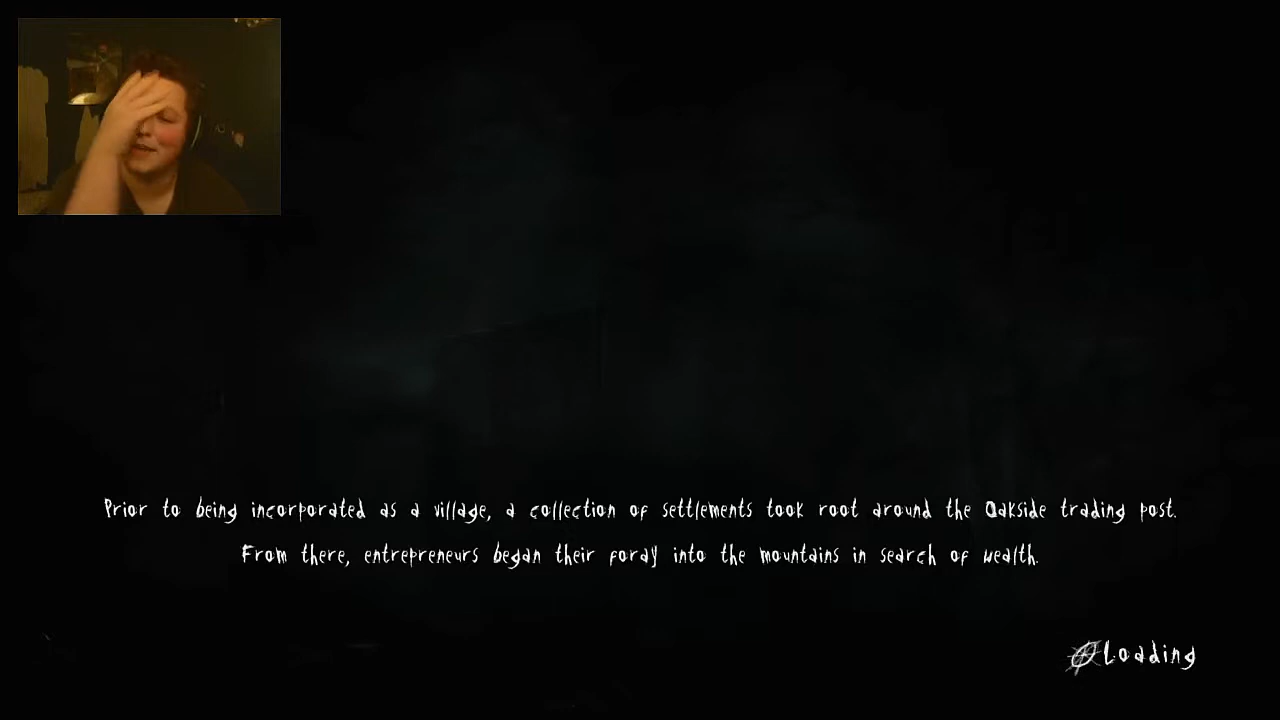 Prior to being incorporated as a village, a collection of settlements took root around the Oakside trading post.
From there, entrepreneurs began their foray into the mountains in search of wealth.
Loading